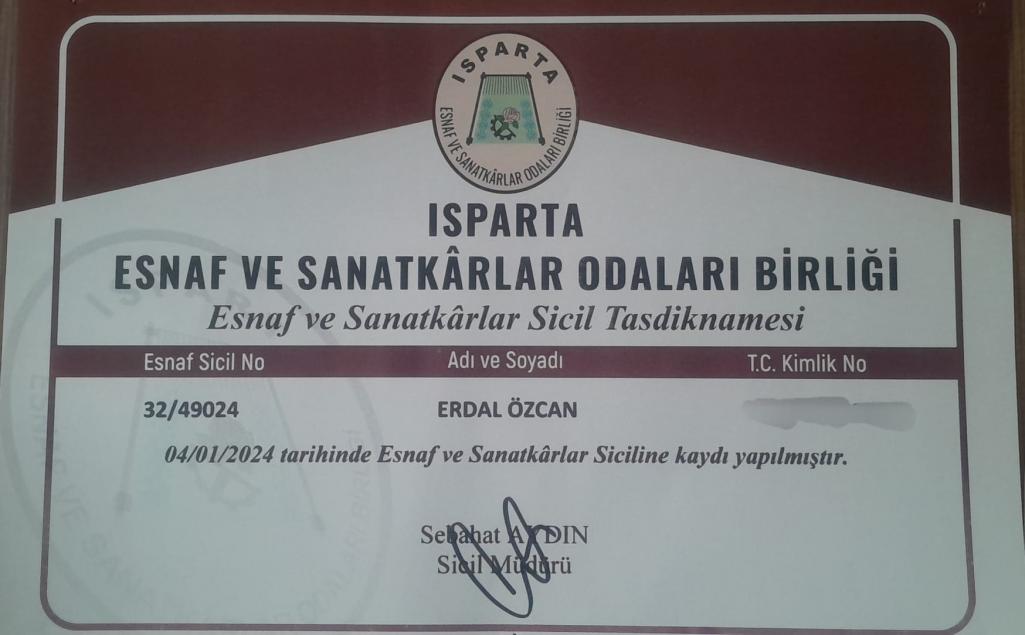 ISPARTA
ESNAF VE SANATKÂRLAR ODALARI BİRLİĞİ
ISPARTA
ESNAF VE SANATKÂRLAR ODALARI BİRLİĞİ
Esnaf ve Sanatkârlar Sicil Tasdiknamesi
Esnaf Sicil No Adı ve Soyadı T.C. Kimlik No
32/49024 ERDAL ÖZCAN
04/01/2024 tarihinde Esnaf ve Sanatkârlar Siciline kaydı yapılmıştır.
Sebahat AYDIN
Sicil Müdürü